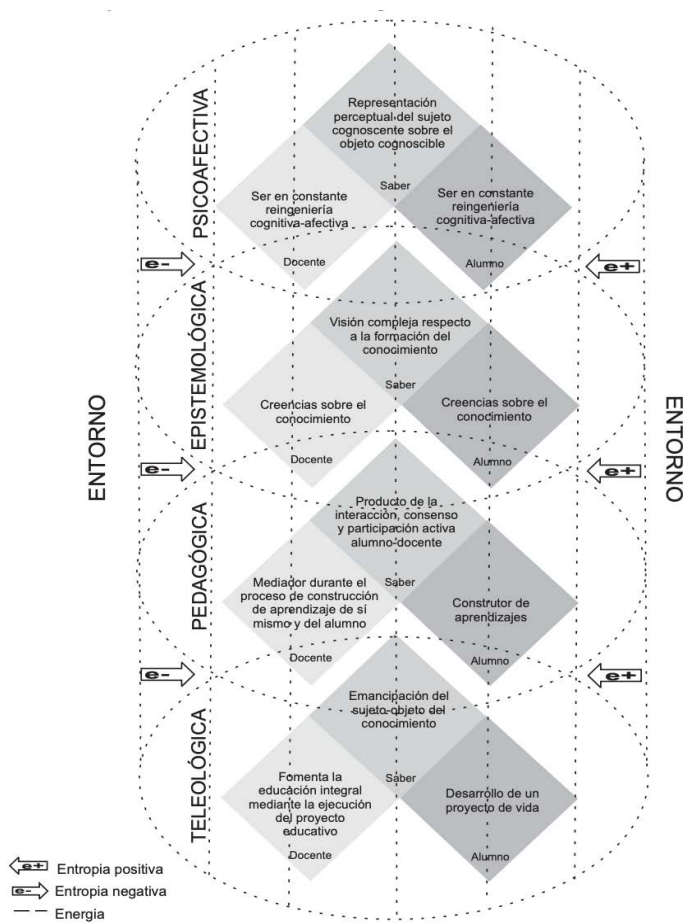 PSICOAFECTIVA
Representación
perceptual del sujeto
cognoscente sobre el
objeto cognoscible
Saber
Ser en constante
reingeniería
cognitiva-afectiva
Docente
Ser en constante
reingeniería
cognitiva-afectiva
Alumno
e-
e+
EPISTEMOLÓGICA
Visión compleja respecto
a la formación del
conocimiento
Saber
Creencias sobre el
conocimiento
Docente
Creencias sobre el
conocimiento
Alumno
ENTORNO
ENTORNO
e-
e+
PEDAGÓGICA
Producto de la
interacción, consenso
y participación activa
alumno-docente
Saber
Mediador durante el
proceso de construcción
de aprendizaje de sí
mismo y del alumno
Docente
Construtor de
aprendizajes
Alumno
e-
e+
TELEOLÓGICA
Emancipación del
sujeto-objeto del
conocimiento
Saber
Fomenta la
educación integral
mediante la ejecución
del proyecto
educativo
Docente
Desarrollo de un
proyecto de vida
Alumno
e+ Entropia positiva
e- Entropia negativa
Energia